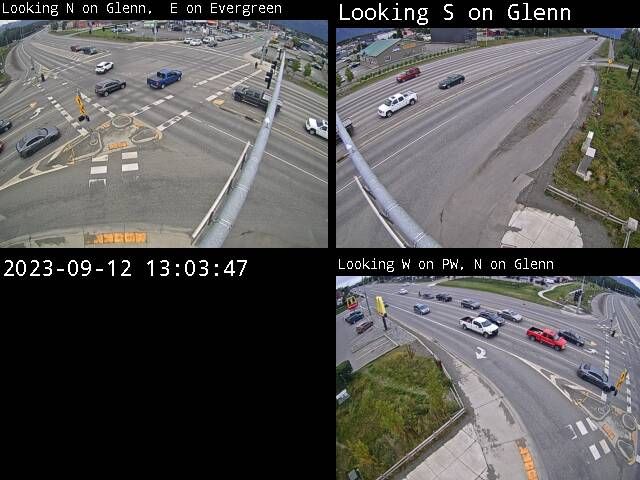 Looking N on Glenn, E on Evergreen
Looking S on Glenn
2023-09-12 13:03:47
Looking W on PW, N on Glenn